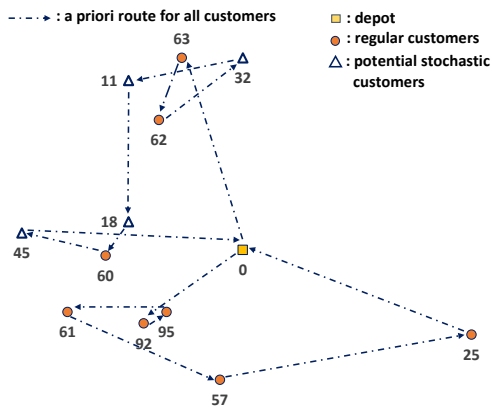 : a priori route for all customers
: depot
: regular customers
: potential stochastic
customers
63
32
11
62
18
45
60
0
61
92
95
25
57